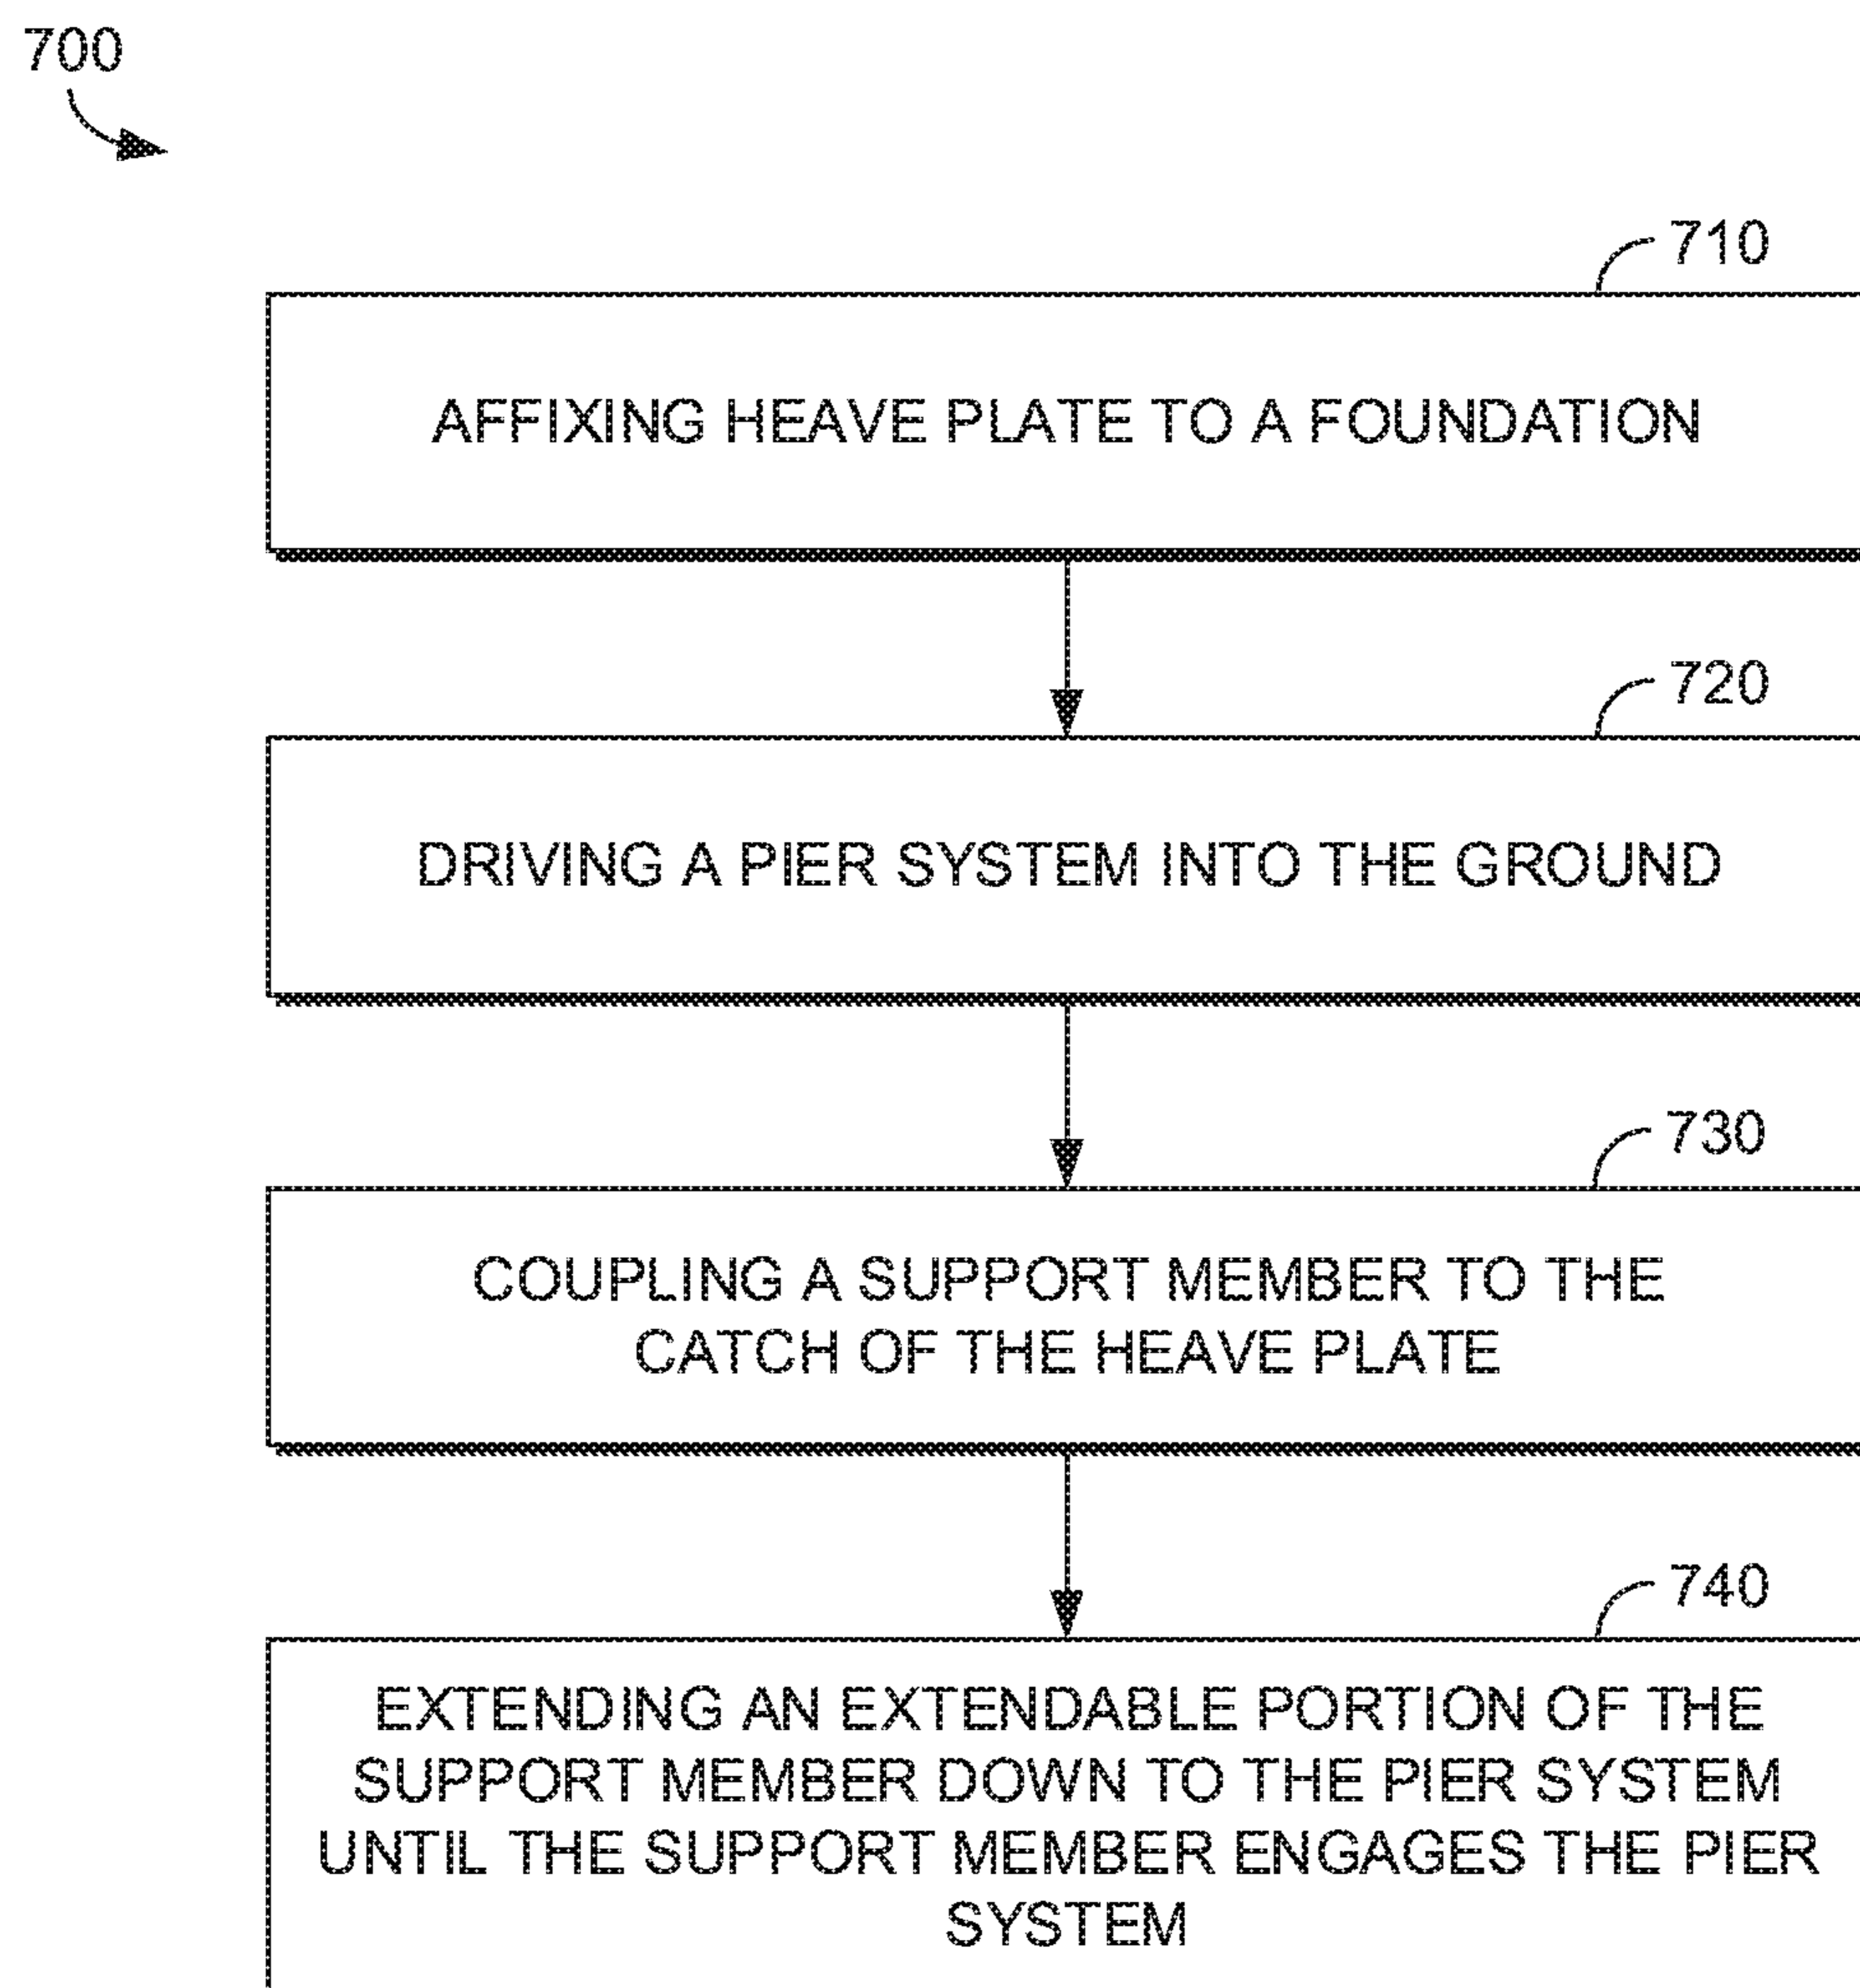 700
710
AFFIXING HEAVE PLATE TO A FOUNDATION
720
DRIVING A PIER SYSTEM INTO THE GROUND
730
COUPLING A SUPPORT MEMBER TO THE
CATCH OF THE HEAVE PLATE
740
EXTENDING AN EXTENDABLE PORTION OF THE
SUPPORT MEMBER DOWN TO THE PIER SYSTEM
UNTIL THE SUPPORT MEMBER ENGAGES THE PIER
SYSTEM